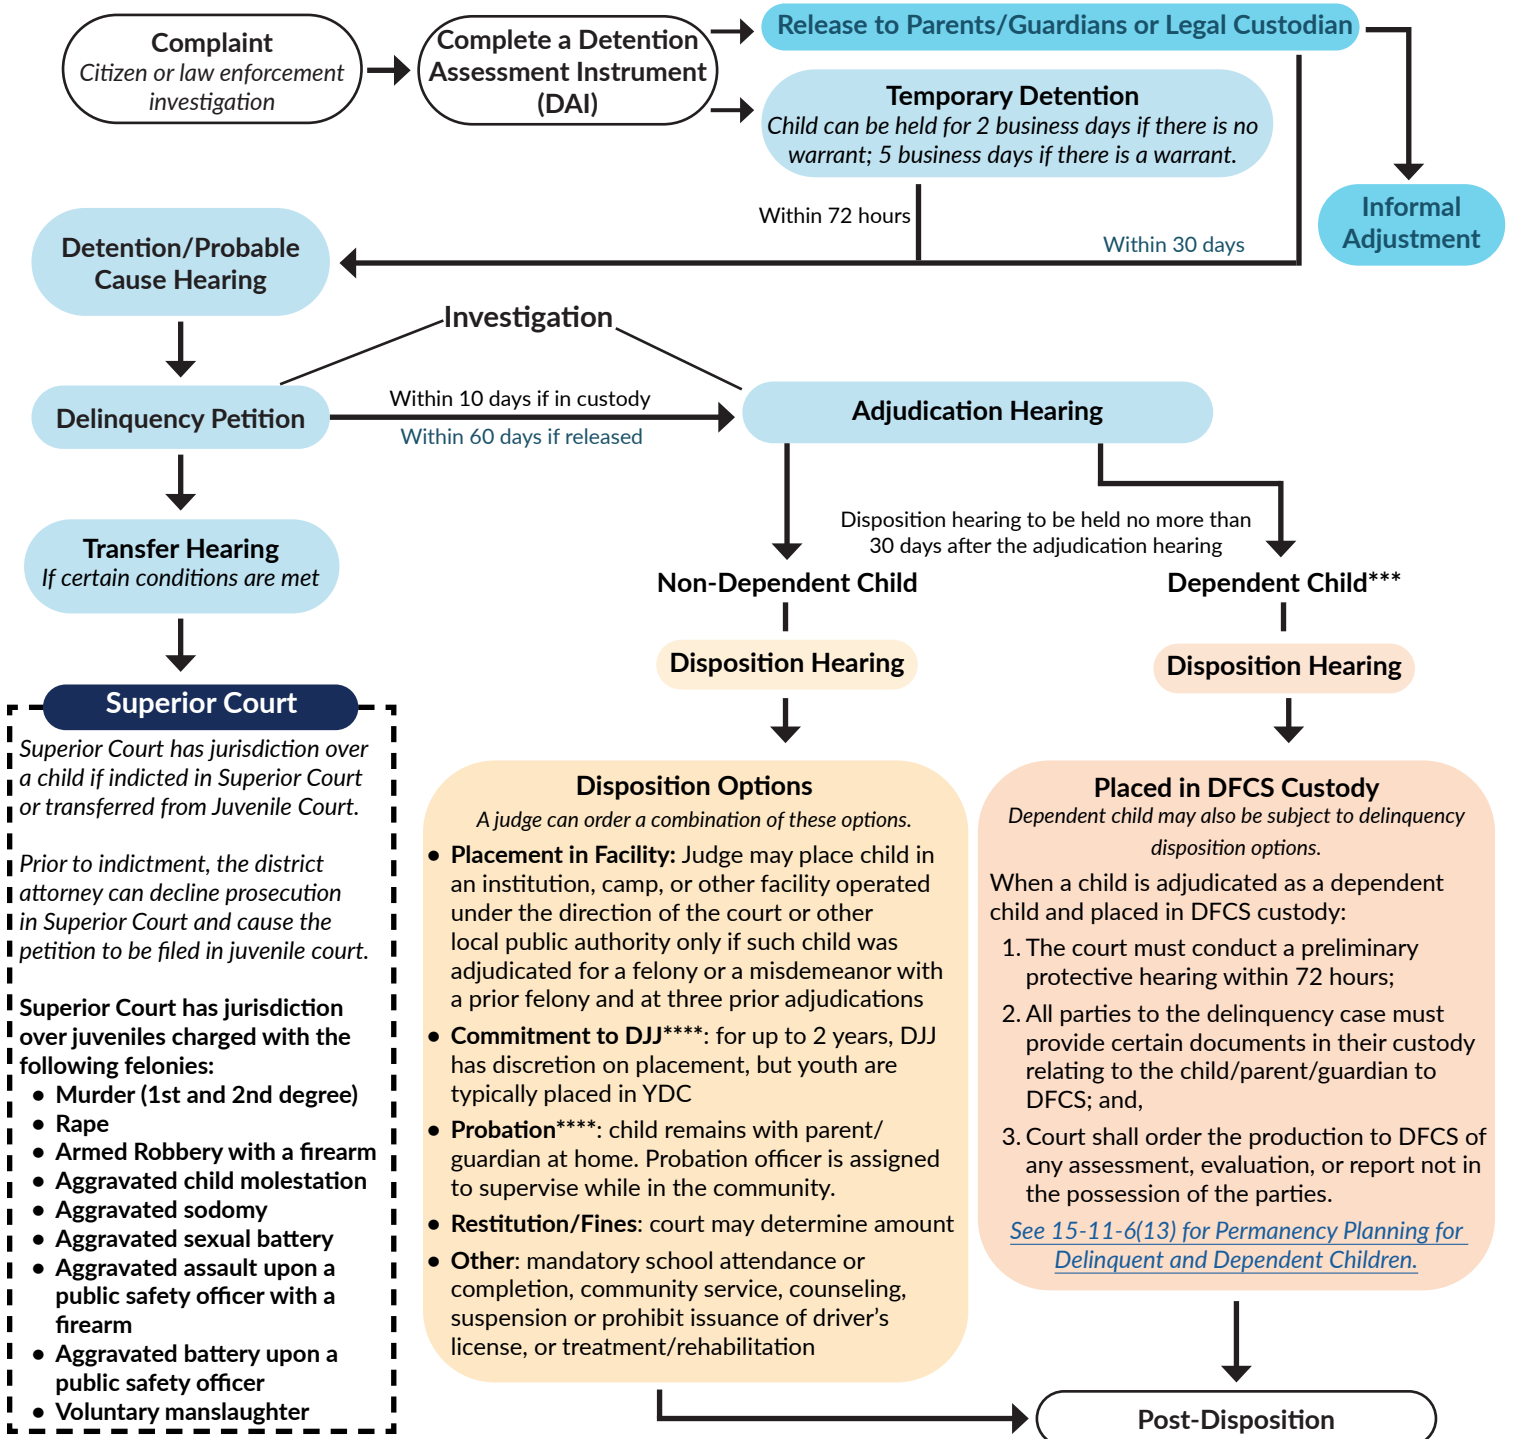 Complaint
Citizen or law enforcement
investigation
Complete a Detention
Assessment Instrument
(DAI)
Release to Parents/Guardians or Legal Custodian
Temporary Detention
Child can be held for 2 business days if there is no
warrant; 5 business days if there is a warrant.
Informal
Adjustment
Within 72 hours
Within 30 days
Detention/Probable
Cause Hearing
Investigation
Delinquency Petition
Within 10 days if in custody
Within 60 days if released
Adjudication Hearing
Transfer Hearing
If certain conditions are met
Disposition hearing to be held no more than
30 days after the adjudication hearing
Non-Dependent Child
Dependent Child***
Disposition Hearing
Disposition Hearing
Superior Court
Superior Court has jurisdiction over
a child if indicted in Superior Court
or transferred from Juvenile Court.
Prior to indictment, the district
attorney can decline prosecution
in Superior Court and cause the
petition to be filed in juvenile court.
Superior Court has jurisdiction
over juveniles charged with the
following felonies:
● Murder (1st and 2nd degree)
● Rape
● Armed Robbery with a firearm
● Aggravated child molestation
● Aggravated sodomy
● Aggravated sexual battery
● Aggravated assault upon a
public safety officer with a
firearm
● Aggravated battery upon a
public safety officer
● Voluntary manslaughter
Disposition Options
A judge can order a combination of these options.
● Placement in Facility: Judge may place child in
an institution, camp, or other facility operated
under the direction of the court or other
local public authority only if such child was
adjudicated for a felony or a misdemeanor with
a prior felony and at three prior adjudications
● Commitment to DJJ****: for up to 2 years, DJJ
has discretion on placement, but youth are
typically placed in YDC
● Probation****: child remains with parent/
guardian at home. Probation officer is assigned
to supervise while in the community.
● Restitution/Fines: court may determine amount
● Other: mandatory school attendance or
completion, community service, counseling,
suspension or prohibit issuance of driver’s
license, or treatment/rehabilitation
Placed in DFCS Custody
Dependent child may also be subject to delinquency
disposition options.
When a child is adjudicated as a dependent
child and placed in DFCS custody:
1. The court must conduct a preliminary
protective hearing within 72 hours;
2. All parties to the delinquency case must
provide certain documents in their custody
relating to the child/parent/guardian to
DFCS; and,
3. Court shall order the production to DFCS of
any assessment, evaluation, or report not in
the possession of the parties.
See 15-11-6(13) for Permanency Planning for
Delinquent and Dependent Children.
Post-Disposition